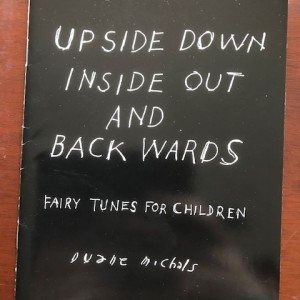 UPSIDE DOWN
INSIDE OUT
AND
BACK WARDS
FAIRY TUNES FOR CHILDREN
Duane Michals